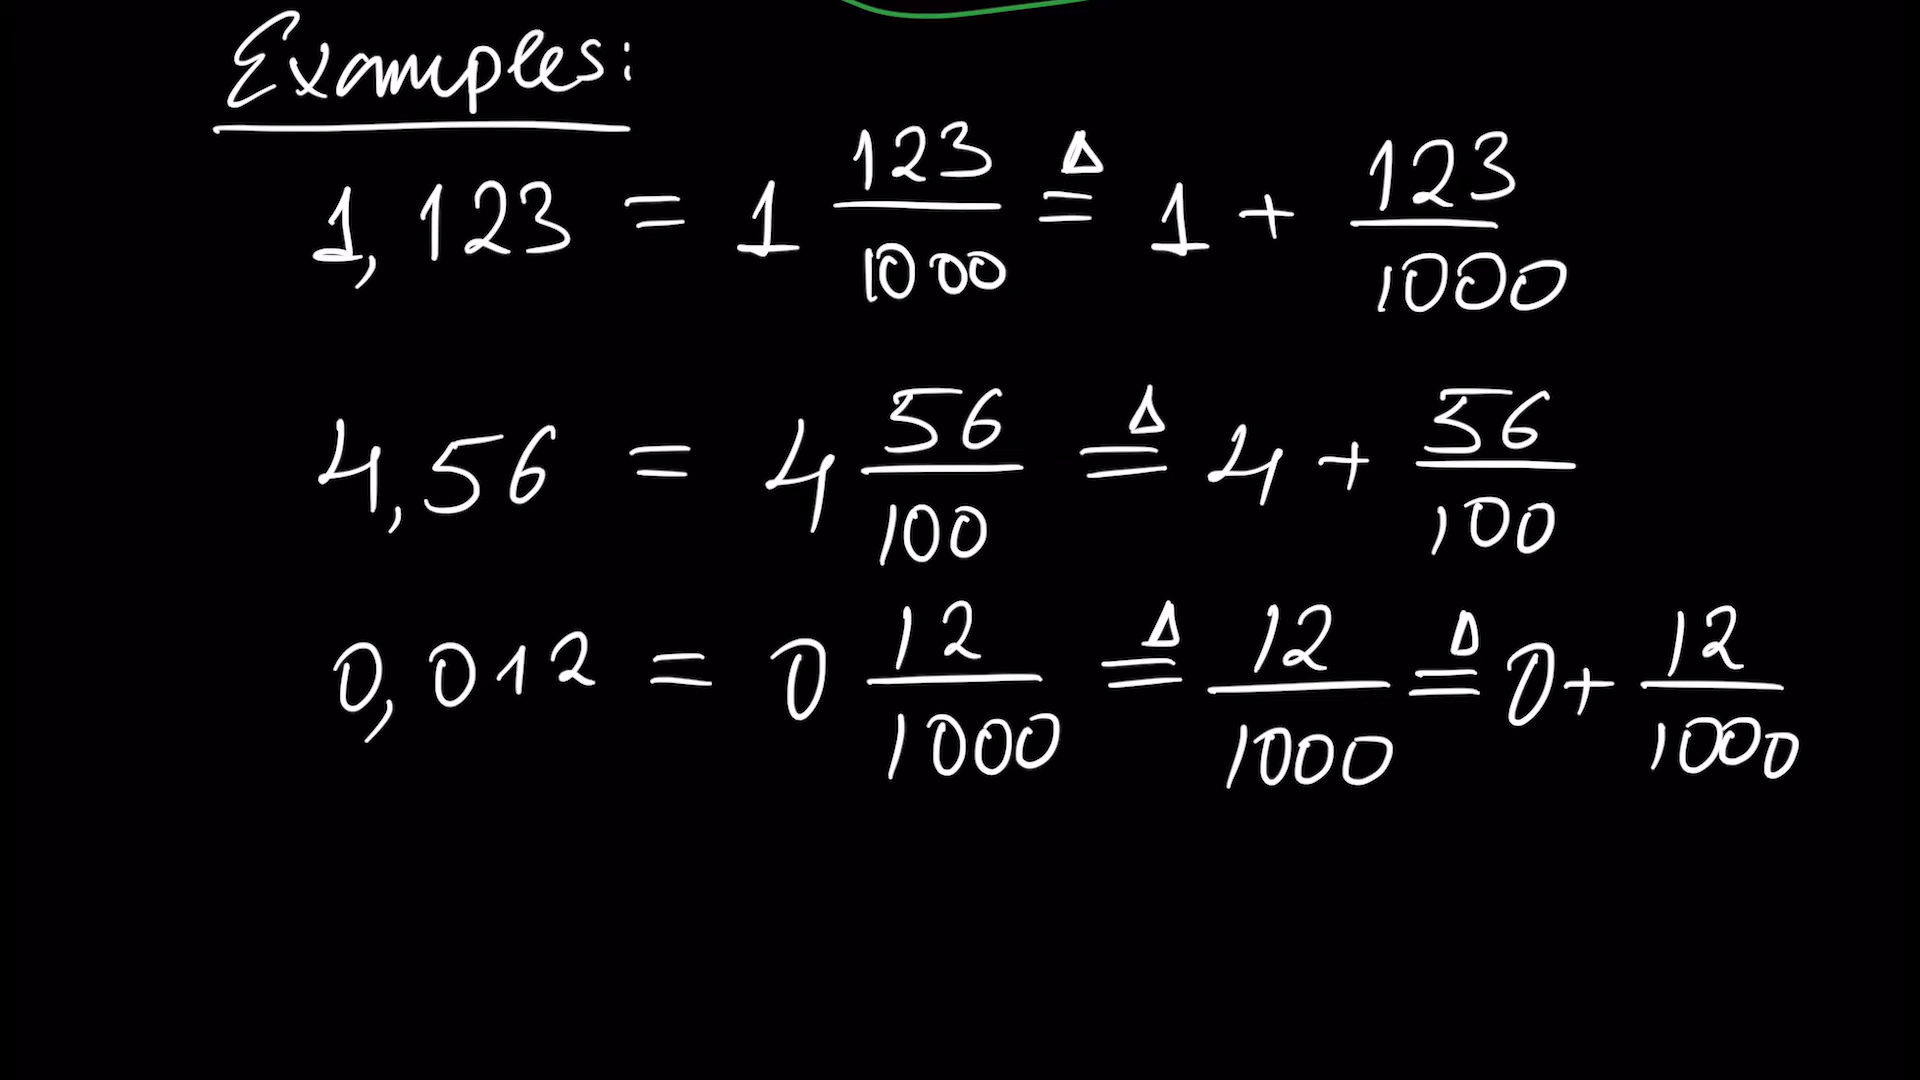 Examples:
1,123 = 1 123/1000 ≜ 1 + 123/1000
4,56 = 4 56/100 ≜ 4 + 56/100
0,012 = 0 12/1000 ≜ 12/1000 ≜ 0 + 12/1000